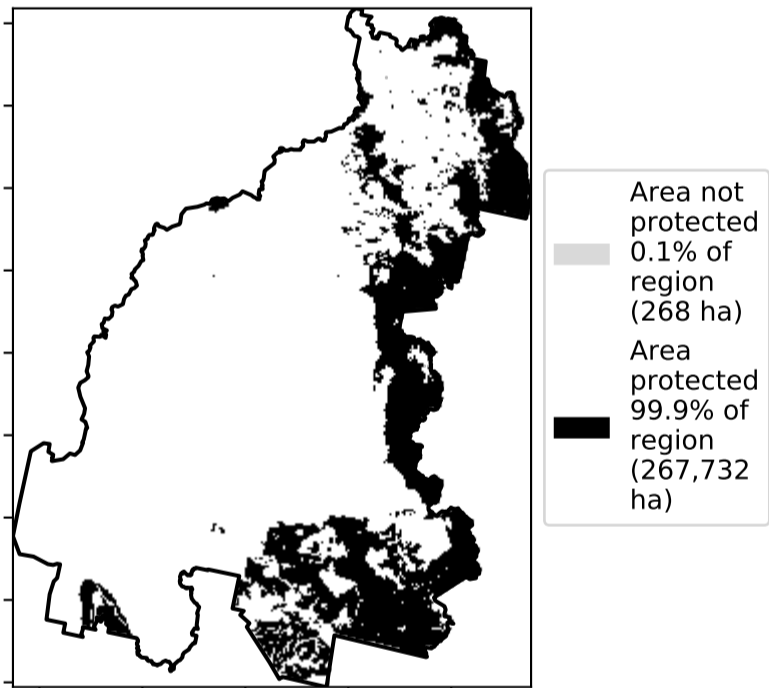 Area not
protected
0.1% of
region
(268 ha)
Area
protected
99.9% of
region
(267,732
ha)